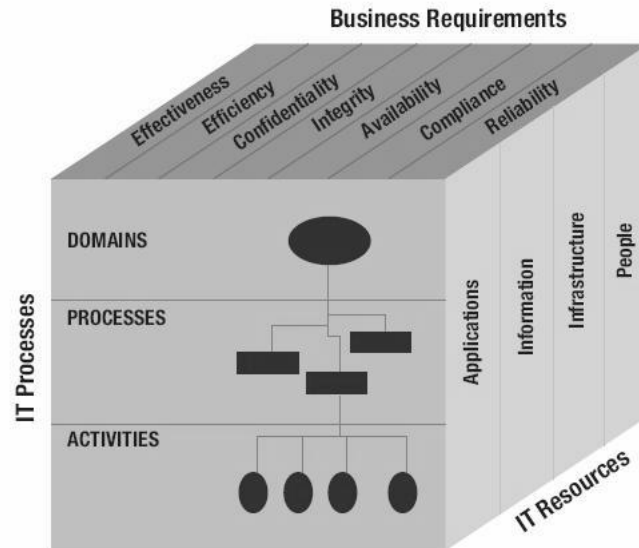 Business Requirements
Effectiveness
Efficiency
Confidentiality
Integrity
Availability
Compliance
Reliability
IT Processes
DOMAINS
PROCESSES
ACTIVITIES
Applications
Information
Infrastructure
People
IT Resources